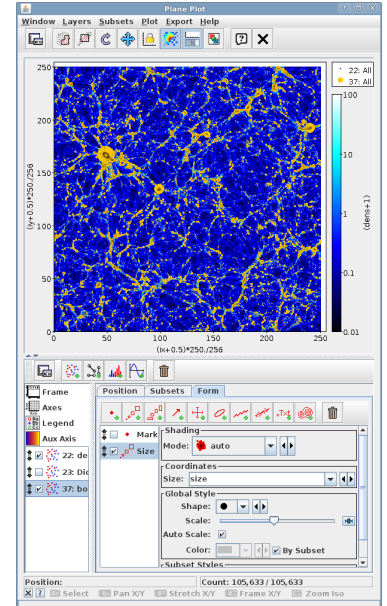 Plane Plot
Window Layers Subsets Plot Export Help
250
200
150
100
50
0
0 50 100 150 200 250
(iy+0.5)*250./256
(ix+0.5)*250./256
22: All
37: All
100
10
1
0.1
0.01
(dens+1)
Frame
Axes
Legend
Aux Axis
22: de
23: Dic
37: bo
Position Subsets Form
.Txt
Mark
Size
Shading
Mode: auto
Coordinates
Size: size
Global Style
Shape:
Scale:
Auto Scale:
Color: By Subset
Subset Styles
Position: Count: 105,633 / 105,633
Select Pan X/Y Stretch X/Y Frame X/Y Zoom Iso